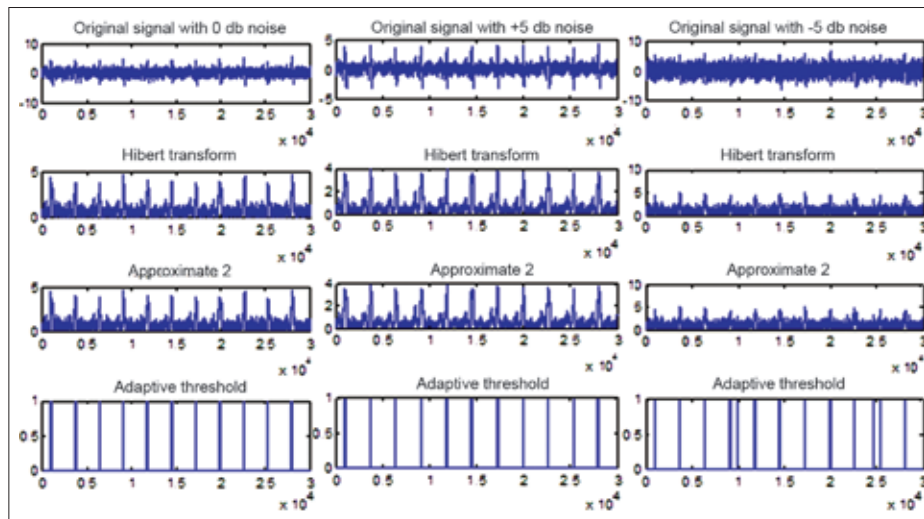 Original signal with 0 db noise
Original signal with +5 db noise
Original signal with -5 db noise
10
0
-10
0 0.5 1 1.5 2 2.5 3
x 10^4
5
0
-5
0 0.5 1 1.5 2 2.5 3
x 10^4
10
0
-10
0 0.5 1 1.5 2 2.5 3
x 10^4
Hibert transform
Hibert transform
Hibert transform
5
0
0 0.5 1 1.5 2 2.5 3
x 10^4
4
2
0
0 0.5 1 1.5 2 2.5 3
x 10^4
10
5
0
0 0.5 1 1.5 2 2.5 3
x 10^4
Approximate 2
Approximate 2
Approximate 2
5
0
0 0.5 1 1.5 2 2.5 3
x 10^4
4
2
0
0 0.5 1 1.5 2 2.5 3
x 10^4
10
5
0
0 0.5 1 1.5 2 2.5 3
x 10^4
Adaptive threshold
Adaptive threshold
Adaptive threshold
1
0.5
0
0 0.5 1 1.5 2 2.5 3
x 10^4
1
0.5
0
0 0.5 1 1.5 2 2.5 3
x 10^4
1
0.5
0
0 0.5 1 1.5 2 2.5 3
x 10^4